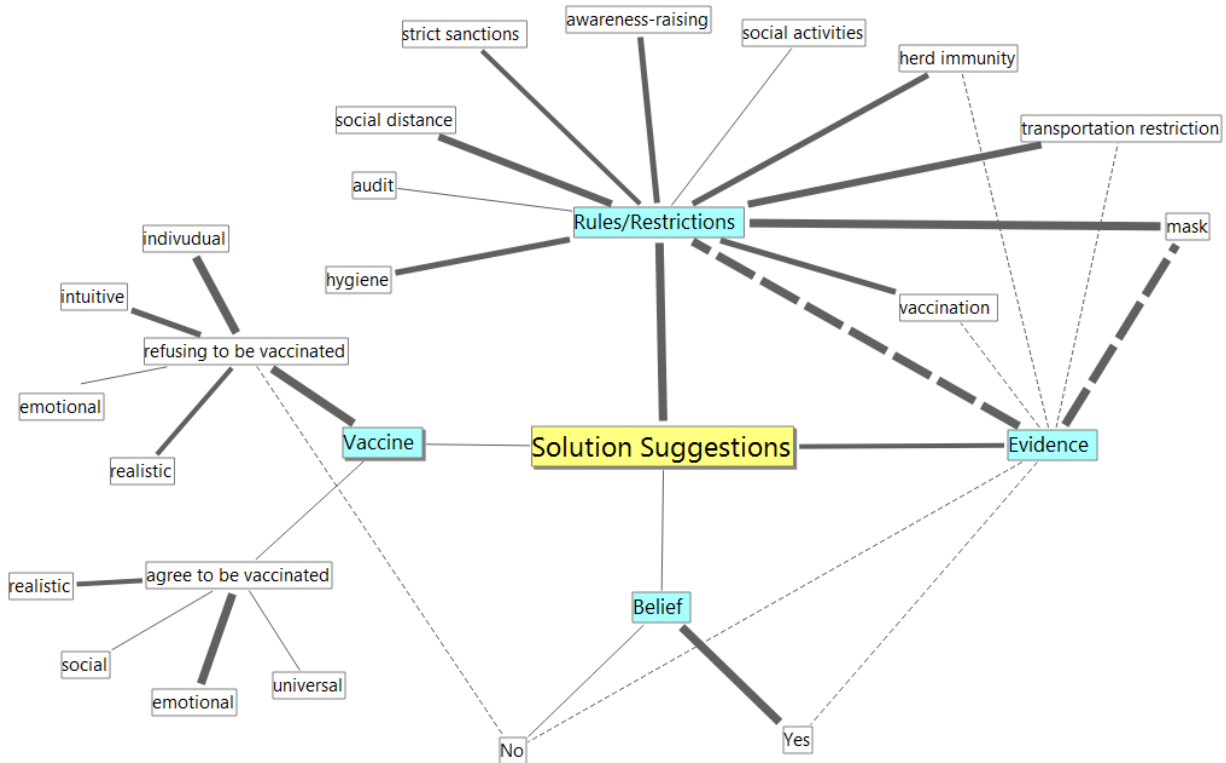 awareness-raising
strict sanctions
social activities
herd immunity
social distance
transportation restriction
audit
Rules/Restrictions
mask
indivudual
hygiene
intuitive
vaccination
refusing to be vaccinated
emotional
Vaccine
Solution Suggestions
Evidence
realistic
agree to be vaccinated
realistic
Belief
social
universal
emotional
No
Yes